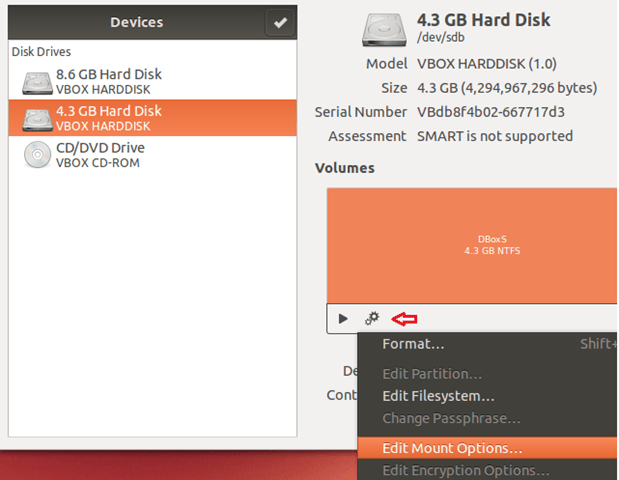 Devices
Disk Drives
8.6 GB Hard Disk
VBOX HARDDISK
4.3 GB Hard Disk
VBOX HARDDISK
CD/DVD Drive
VBOX CD-ROM
4.3 GB Hard Disk
/dev/sdb
Model VBOX HARDDISK (1.0)
Size 4.3 GB (4,294,967,296 bytes)
Serial Number VBdb8f4b02-667717d3
Assessment SMART is not supported
Volumes
DBoxS
4.3 GB NTFS
Format... Shift+
De
Edit Partition...
Cont
Edit Filesystem...
Change Passphrase...
Edit Mount Options...
Edit Encryption Options...